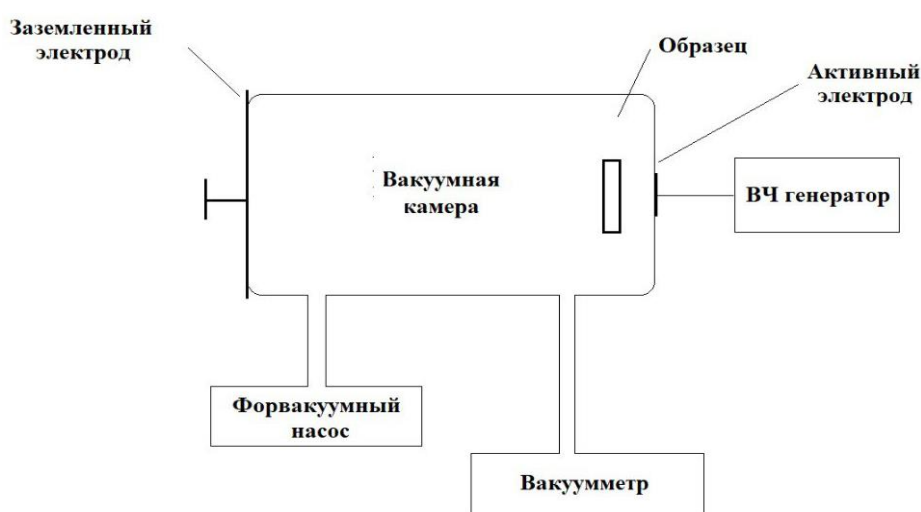 Заземленный
электрод
Образец
Активный
электрод
Вакуумная
камера
ВЧ генератор
Форвакуумный
насос
Вакуумметр